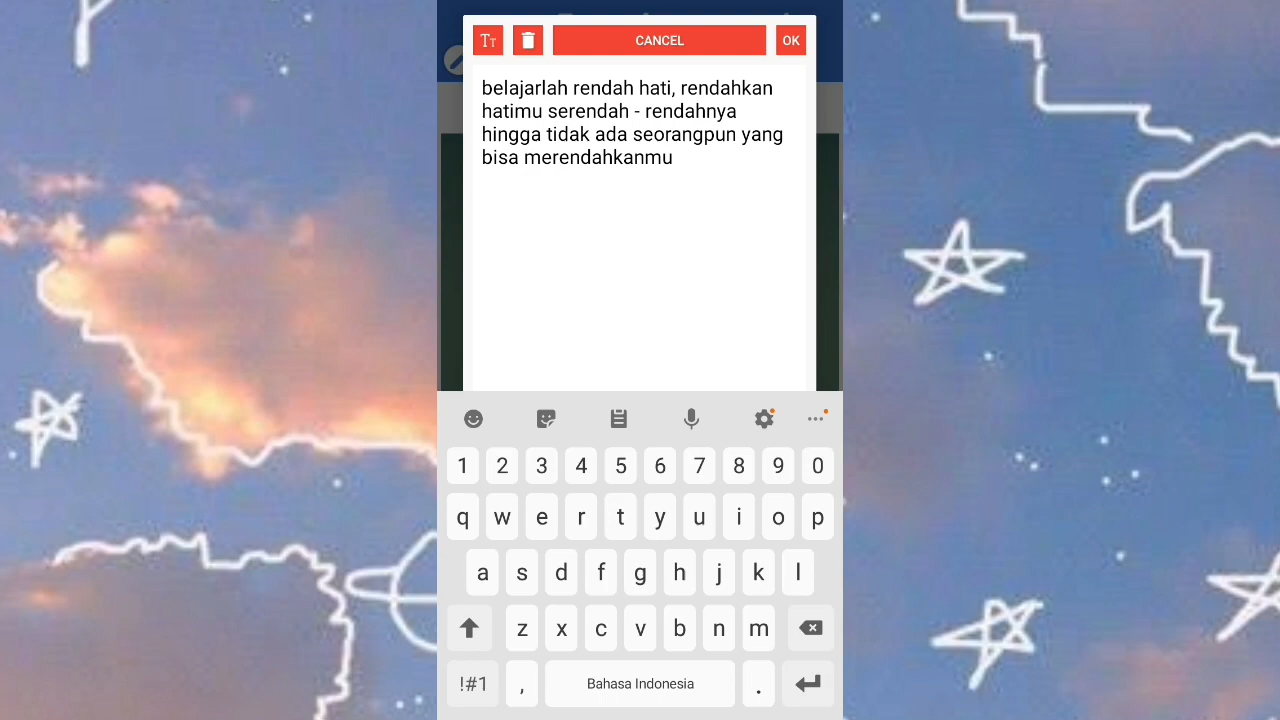 Tт CANCEL OK
belajarlah rendah hati, rendahkan
hatimu serendah - rendahnya
hingga tidak ada seorangpun yang
bisa merendahkanmu
1 2 3 4 5 6 7 8 9 0
q w e r t y u i o p
a s d f g h j k l
z x c v b n m
!#1 , Bahasa Indonesia .